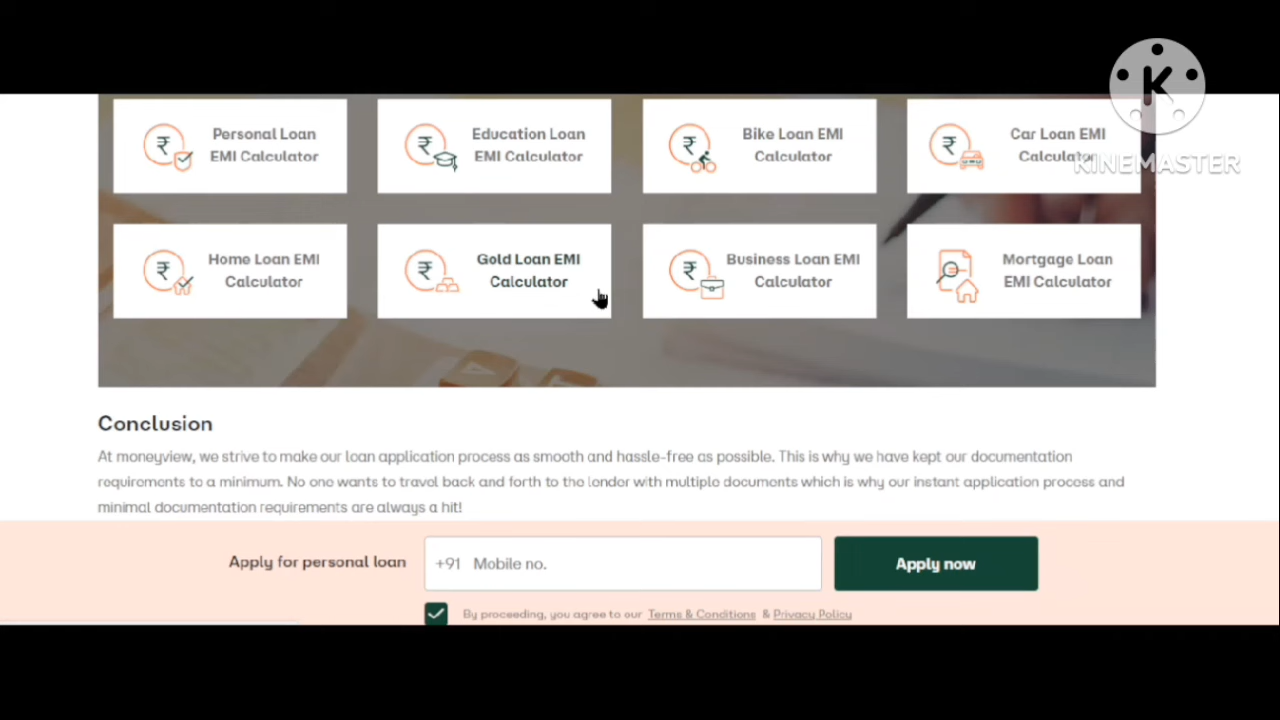 Personal Loan
EMI Calculator
Education Loan
EMI Calculator
Bike Loan EMI
Calculator
Car Loan EMI
Calculator
KINEMASTER
Home Loan EMI
Calculator
Gold Loan EMI
Calculator
Business Loan EMI
Calculator
Mortgage Loan
EMI Calculator
Conclusion
At moneyview, we strive to make our loan application process as smooth and hassle-free as possible. This is why we have kept our documentation
requirements to a minimum. No one wants to travel back and forth to the lender with multiple documents which is why our instant application process and
minimal documentation requirements are always a hit!
Apply for personal loan
+91 Mobile no.
Apply now
By proceeding, you agree to our Terms & Conditions & Privacy Policy